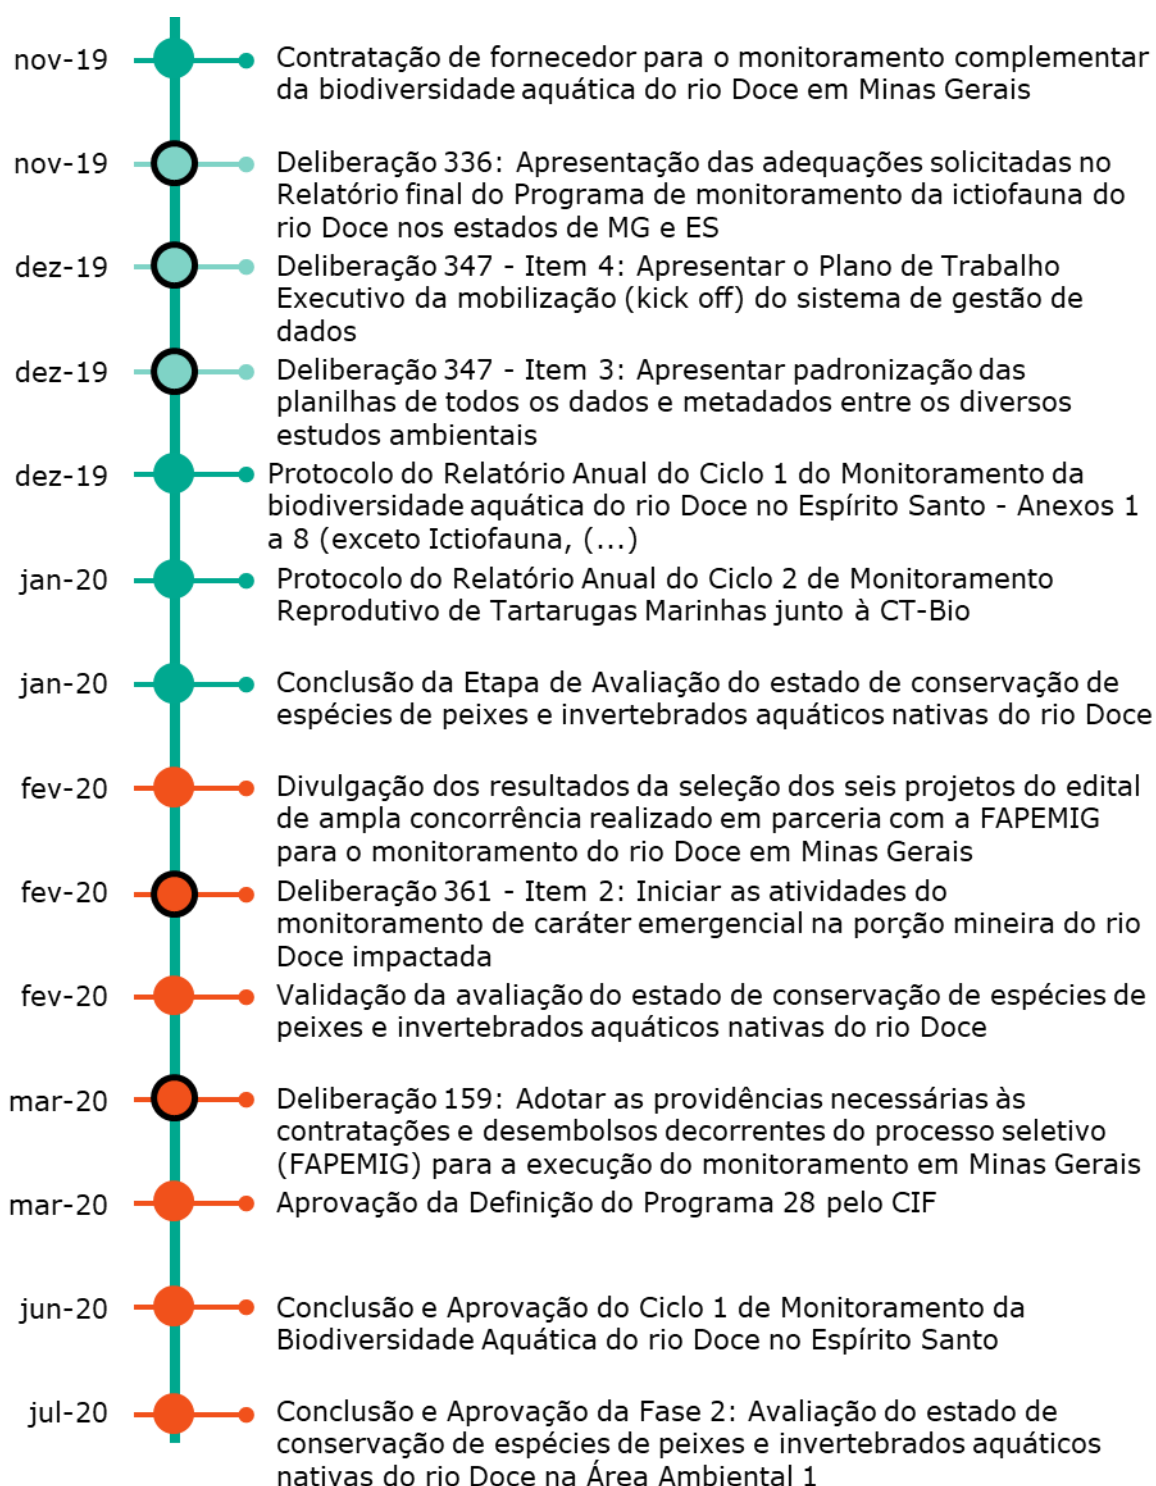 nov-19
Contratação de fornecedor para o monitoramento complementar
da biodiversidade aquática do rio Doce em Minas Gerais
nov-19
Deliberação 336: Apresentação das adequações solicitadas no
Relatório final do Programa de monitoramento da ictiofauna do
rio Doce nos estados de MG e ES
dez-19
Deliberação 347 - Item 4: Apresentar o Plano de Trabalho
Executivo da mobilização (kick off) do sistema de gestão de
dados
dez-19
Deliberação 347 - Item 3: Apresentar padronização das
planilhas de todos os dados e metadados entre os diversos
estudos ambientais
dez-19
Protocolo do Relatório Anual do Ciclo 1 do Monitoramento da
biodiversidade aquática do rio Doce no Espírito Santo - Anexos 1
a 8 (exceto Ictiofauna, (...)
jan-20
Protocolo do Relatório Anual do Ciclo 2 de Monitoramento
Reprodutivo de Tartarugas Marinhas junto à CT-Bio
jan-20
Conclusão da Etapa de Avaliação do estado de conservação de
espécies de peixes e invertebrados aquáticos nativas do rio Doce
fev-20
Divulgação dos resultados da seleção dos seis projetos do edital
de ampla concorrência realizado em parceria com a FAPEMIG
para o monitoramento do rio Doce em Minas Gerais
fev-20
Deliberação 361 - Item 2: Iniciar as atividades do
monitoramento de caráter emergencial na porção mineira do rio
Doce impactada
fev-20
Validação da avaliação do estado de conservação de espécies de
peixes e invertebrados aquáticos nativas do rio Doce
mar-20
Deliberação 159: Adotar as providências necessárias às
contratações e desembolsos decorrentes do processo seletivo
(FAPEMIG) para a execução do monitoramento em Minas Gerais
mar-20
Aprovação da Definição do Programa 28 pelo CIF
jun-20
Conclusão e Aprovação do Ciclo 1 de Monitoramento da
Biodiversidade Aquática do rio Doce no Espírito Santo
jul-20
Conclusão e Aprovação da Fase 2: Avaliação do estado de
conservação de espécies de peixes e invertebrados aquáticos
nativas do rio Doce na Área Ambiental 1